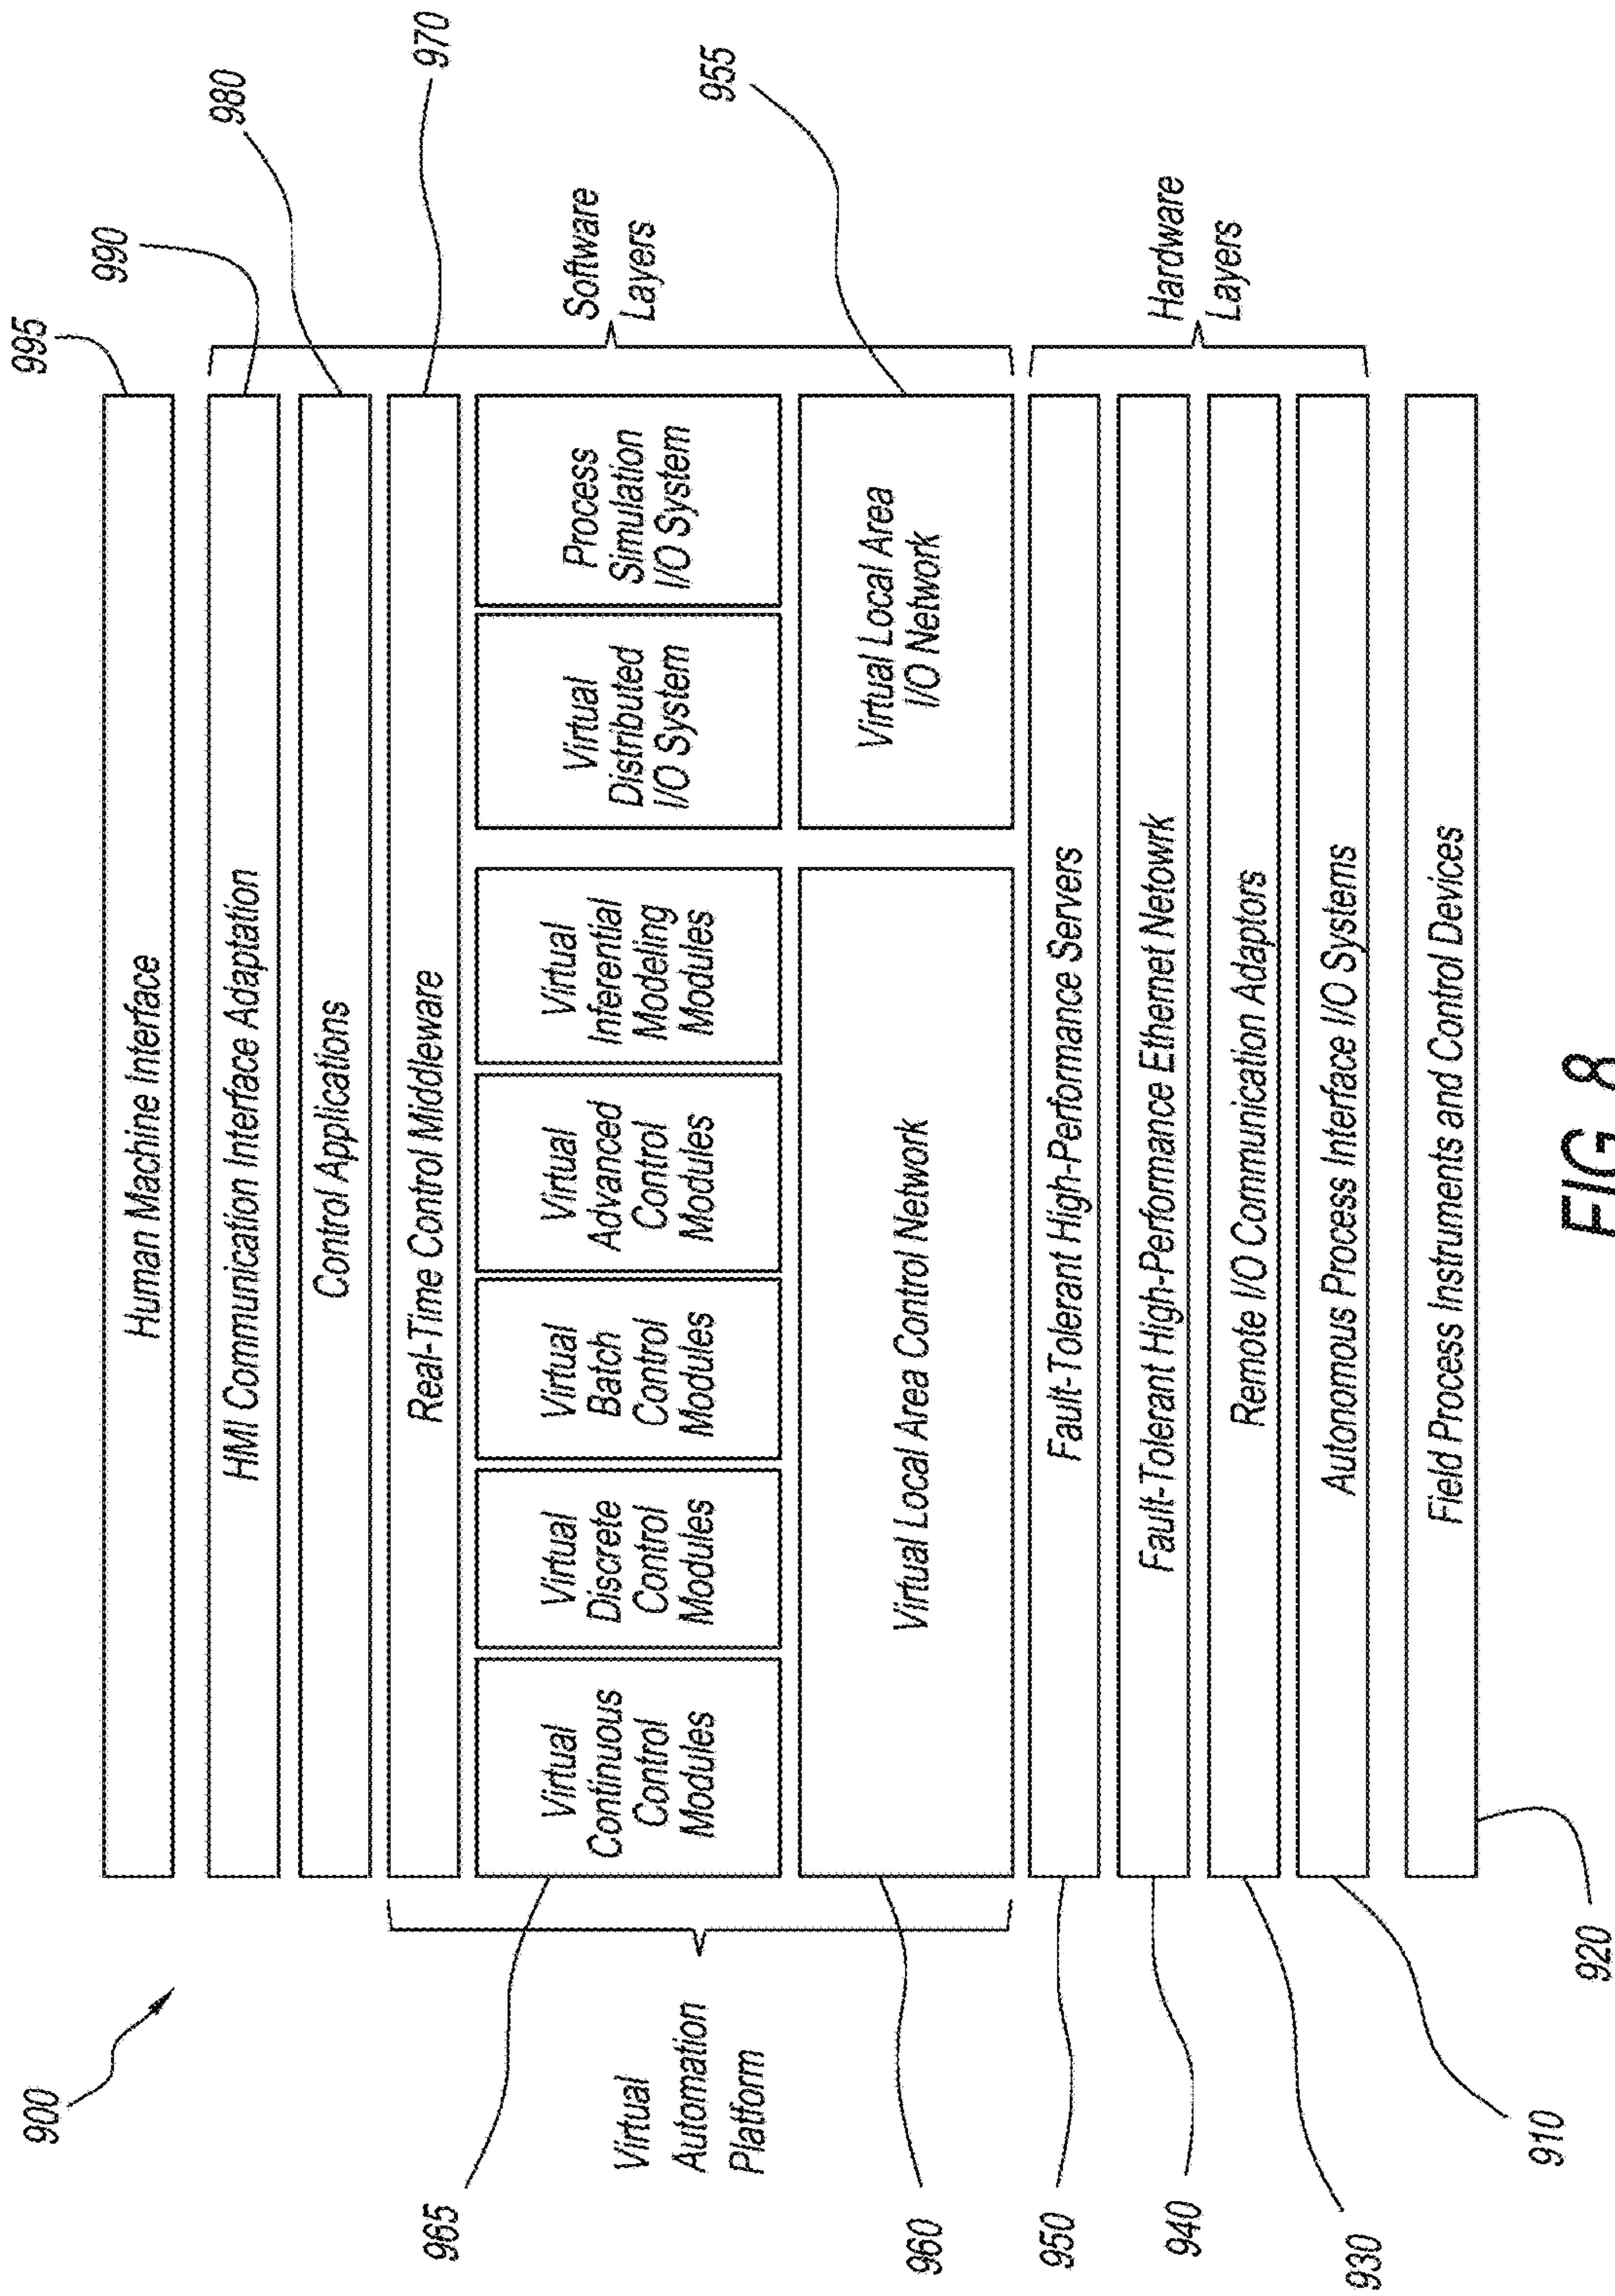 900
995
990
980
970
955
Human Machine Interface
HMI Communication Interface Adaptation
Control Applications
Real-Time Control Middleware
Virtual
Continuous
Control
Modules
Virtual
Discrete
Control
Modules
Virtual
Batch
Control
Modules
Virtual
Advanced
Control
Modules
Virtual
Inferential
Modeling
Modules
Virtual
Distributed
I/O System
Process
Simulation
I/O System
Virtual Local Area Control Network
Virtual Local Area
I/O Network
Fault-Tolerant High-Performance Servers
Fault-Tolerant High-Performance Ethernet Netowrk
Remote I/O Communication Adaptors
Autonomous Process Interface I/O Systems
Field Process Instruments and Control Devices
Software
Layers
Hardware
Layers
Virtual
Automation
Platform
965
960
950
940
930
910
920
FIG. 8